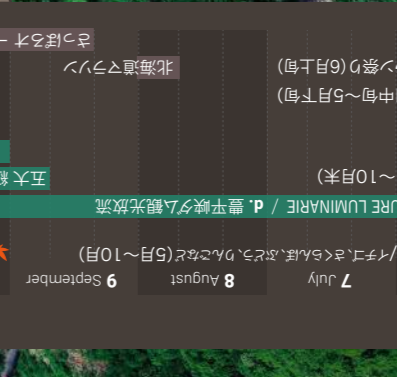 7 July 8 August 9 September
/イチゴ、さくらんぼ、ぶどう、りんごなど(5月〜10月)
URE LUMINARIE / d. 豊平峡ダム観光放流
〜10月末) 五大
中旬〜5月下旬)
ン祭り(6月上旬) 北海道マラソン
さっぽろオー